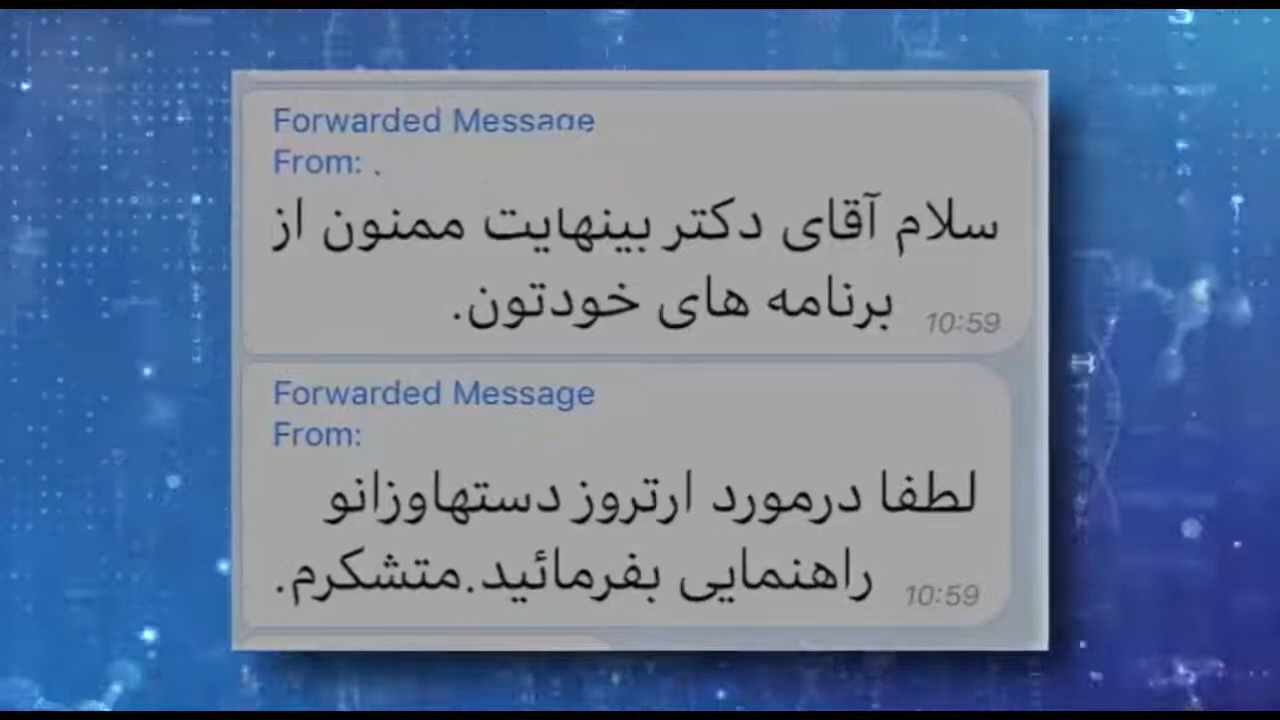 Forwarded Message
From: .
سلام آقای دکتر بینهایت ممنون از
برنامه های خودتون.
10:59
Forwarded Message
From:
لطفا درمورد ارتروز دستهاوزانو
راهنمایی بفرمائید.متشکرم.
10:59